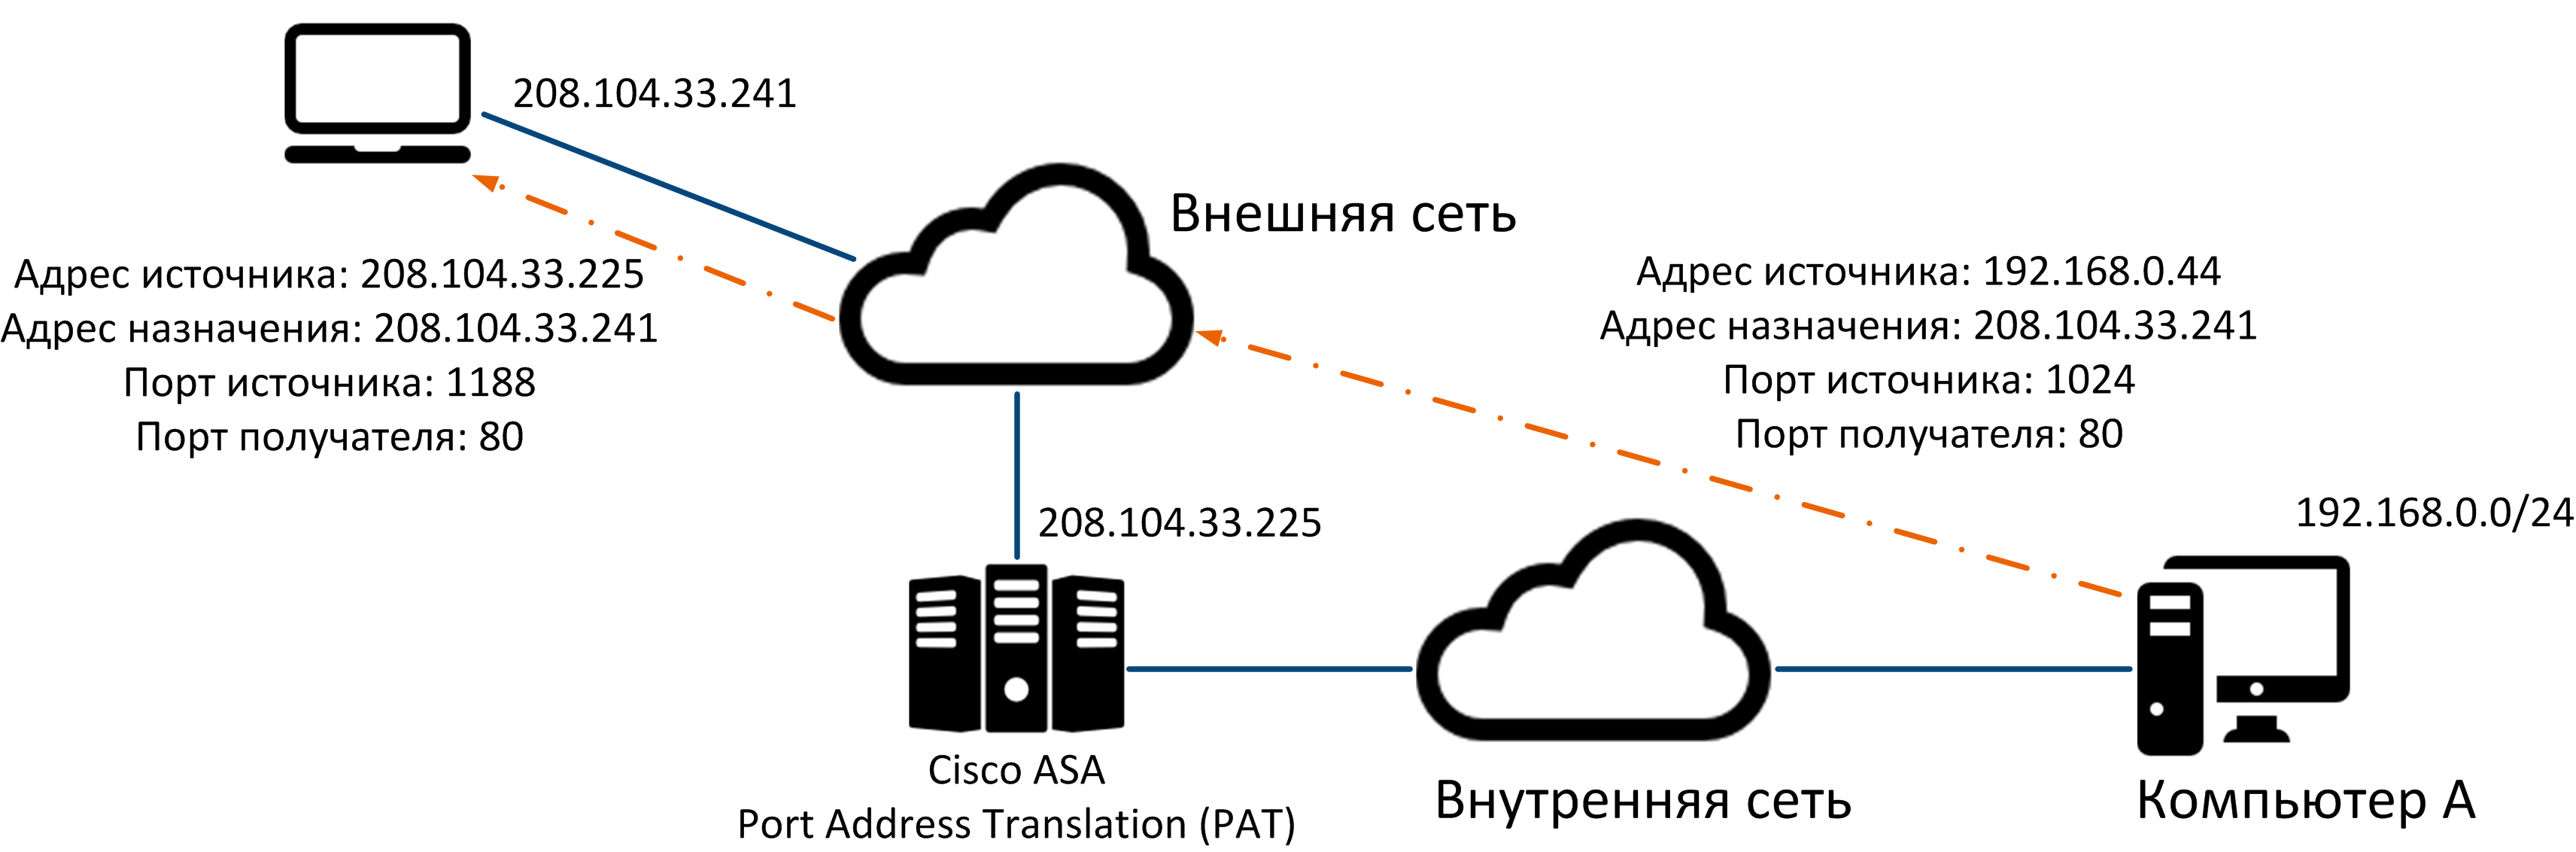 208.104.33.241
Внешняя сеть
Адрес источника: 208.104.33.225
Адрес назначения: 208.104.33.241
Порт источника: 1188
Порт получателя: 80
Адрес источника: 192.168.0.44
Адрес назначения: 208.104.33.241
Порт источника: 1024
Порт получателя: 80
208.104.33.225
192.168.0.0/24
Cisco ASA
Port Address Translation (PAT)
Внутренняя сеть
Компьютер А